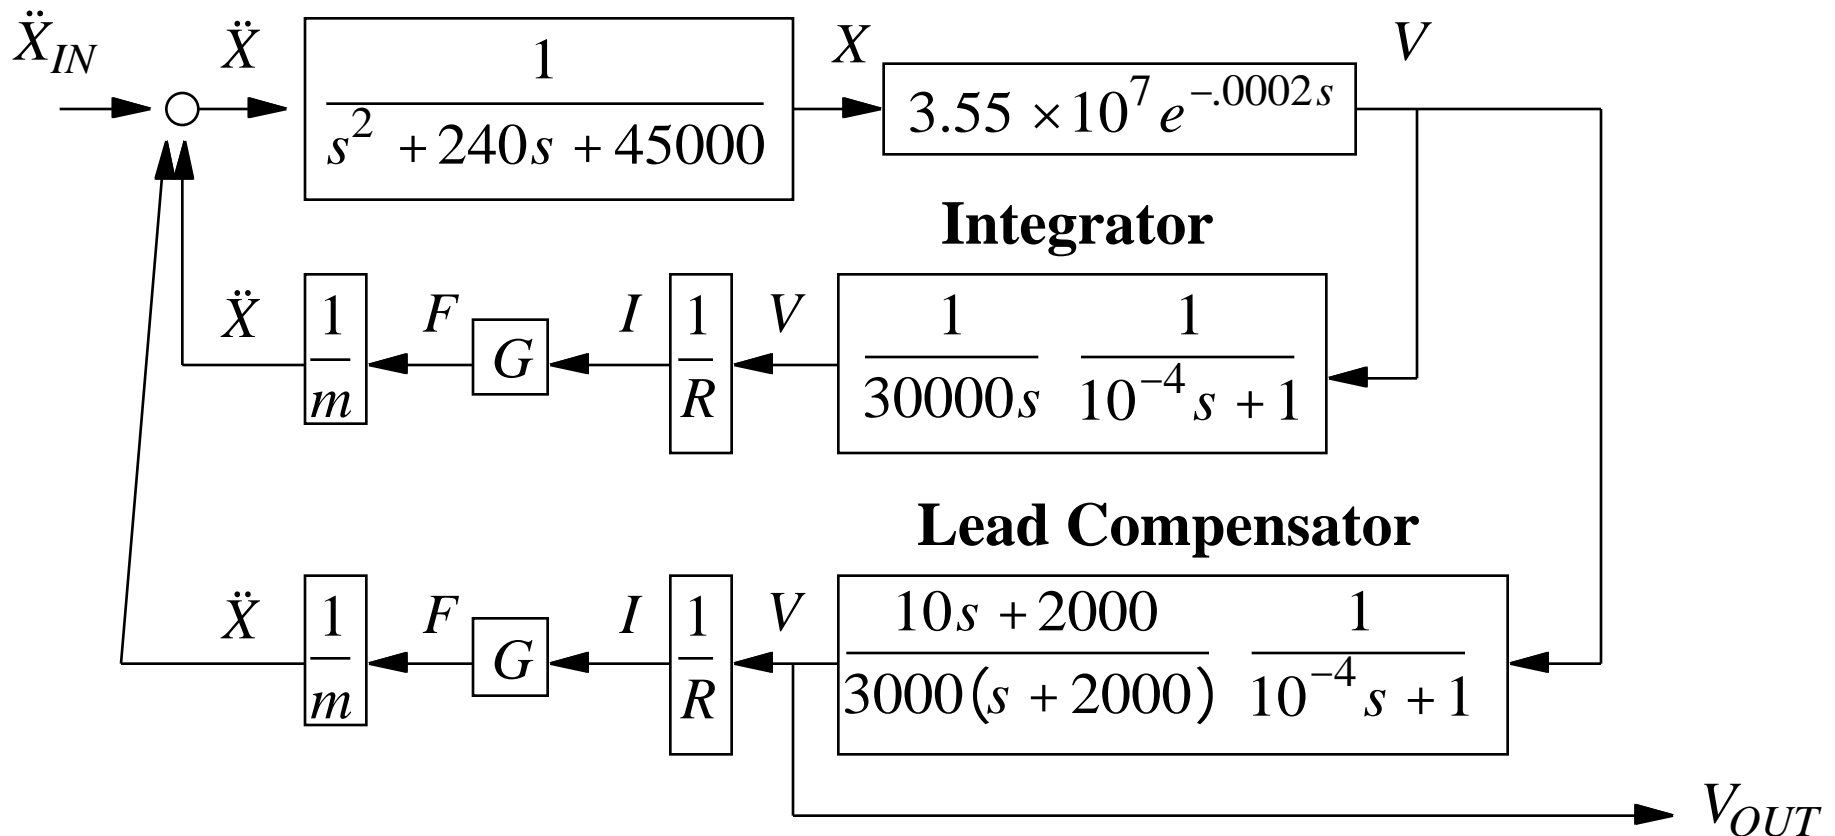 Ẍ_IN Ẍ 1 / (s² + 240s + 45000) X 3.55 × 10⁷ e^(−.0002s) V
Integrator
Ẍ 1/m F G I 1/R V 1/(30000s) 1/(10⁻⁴s + 1)
Lead Compensator
Ẍ 1/m F G I 1/R V (10s + 2000)/(3000(s + 2000)) 1/(10⁻⁴s + 1)
V_OUT